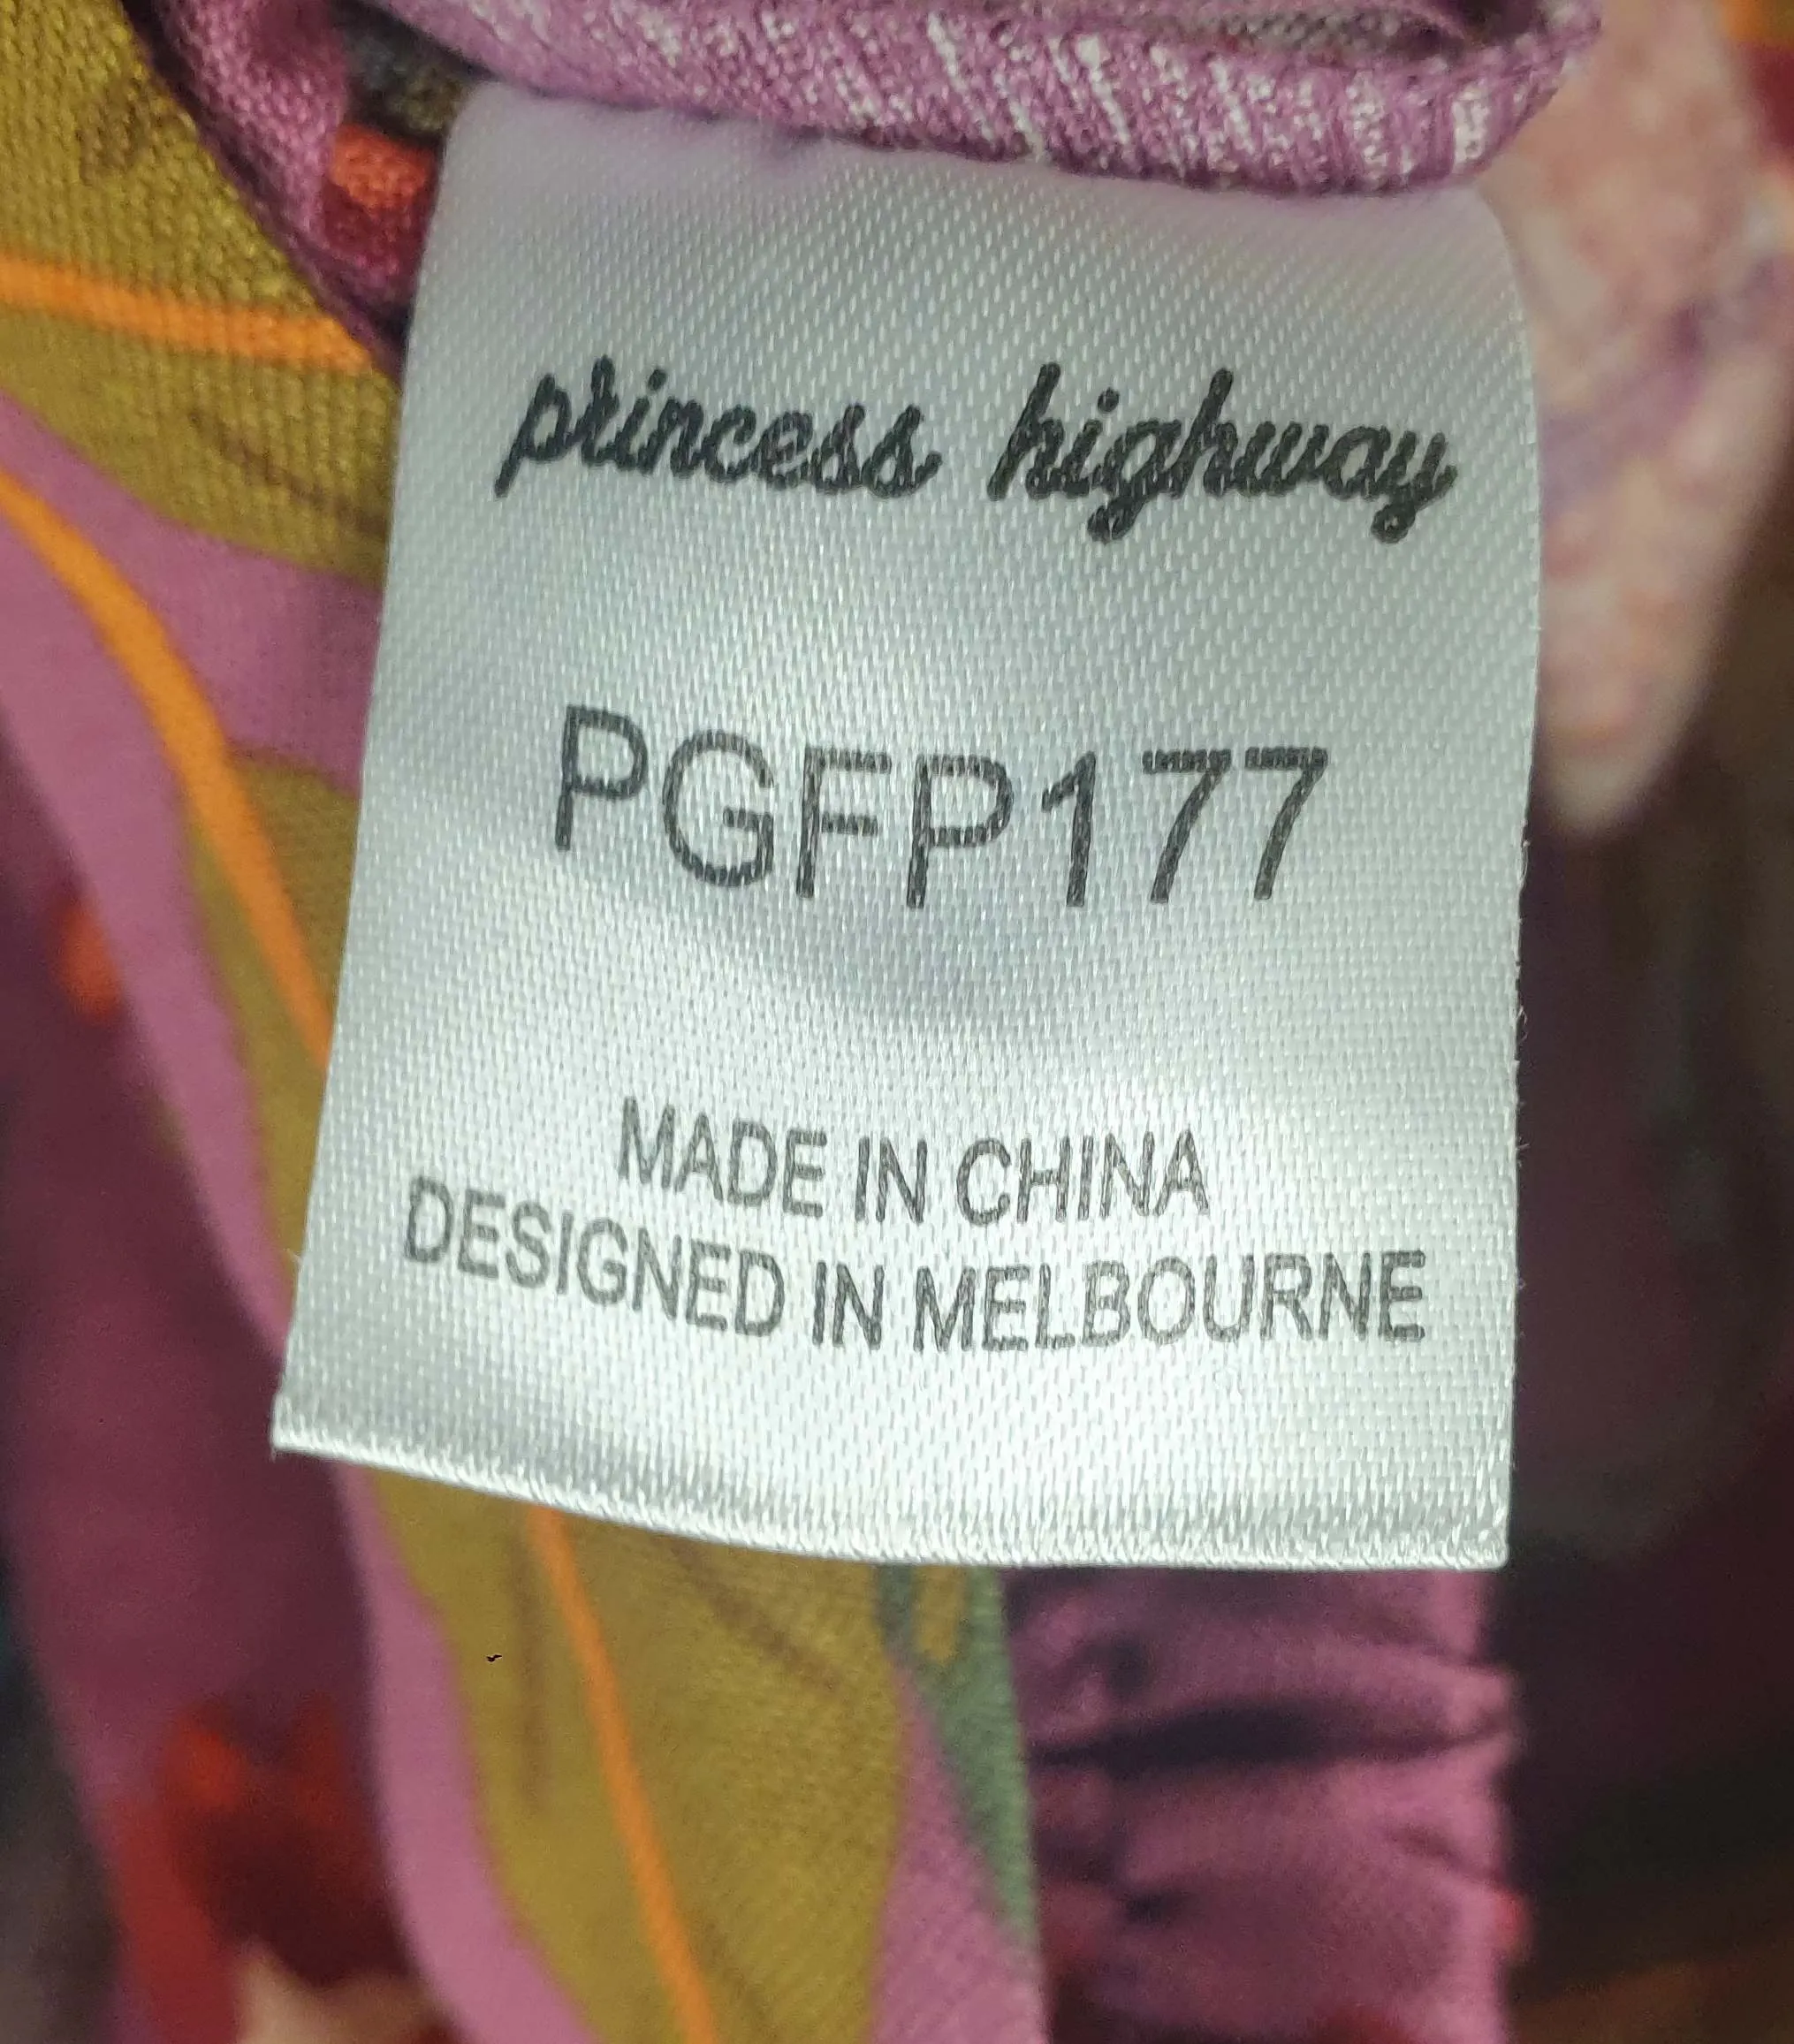 princess highway
PGFP177
MADE IN CHINA
DESIGNED IN MELBOURNE